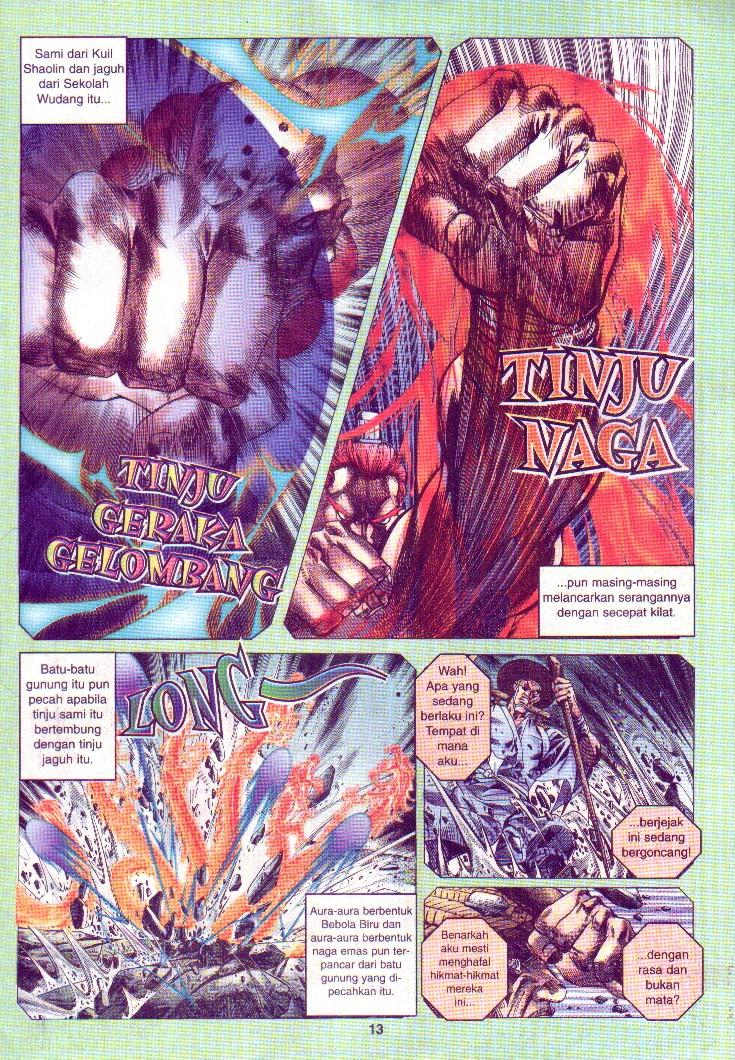 Sami dari Kuil
Shaolin dan jaguh
dari Sekolah
Wudang itu...
TINJU
GERAKA
GELOMBANG
TINJU
NAGA
...pun masing-masing
melancarkan serangannya
dengan secepat kilat.
Batu-batu
gunung itu pun
pecah apabila
tinju sami itu
bertembung
dengan tinju
jaguh itu.
LONG
Aura-aura berbentuk
Bebola Biru dan
aura-aura berbentuk
naga emas pun ter-
pancar dari batu
gunung yang di-
pecahkan itu.
Wah!
Apa yang
sedang
berlaku ini?
Tempat di
mana
aku...
...berjejak
ini sedang
bergoncang!
Benarkah
aku mesti
menghafal
hikmat-hikmat
mereka
ini...
...dengan
rasa dan
bukan
mata?
13